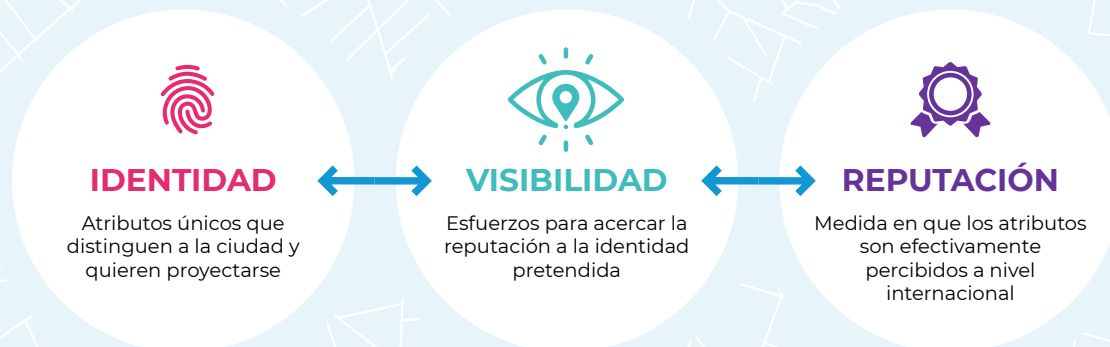 IDENTIDAD
Atributos únicos que
distinguen a la ciudad y
quieren proyectarse
VISIBILIDAD
Esfuerzos para acercar la
reputación a la identidad
pretendida
REPUTACIÓN
Medida en que los atributos
son efectivamente
percibidos a nivel
internacional